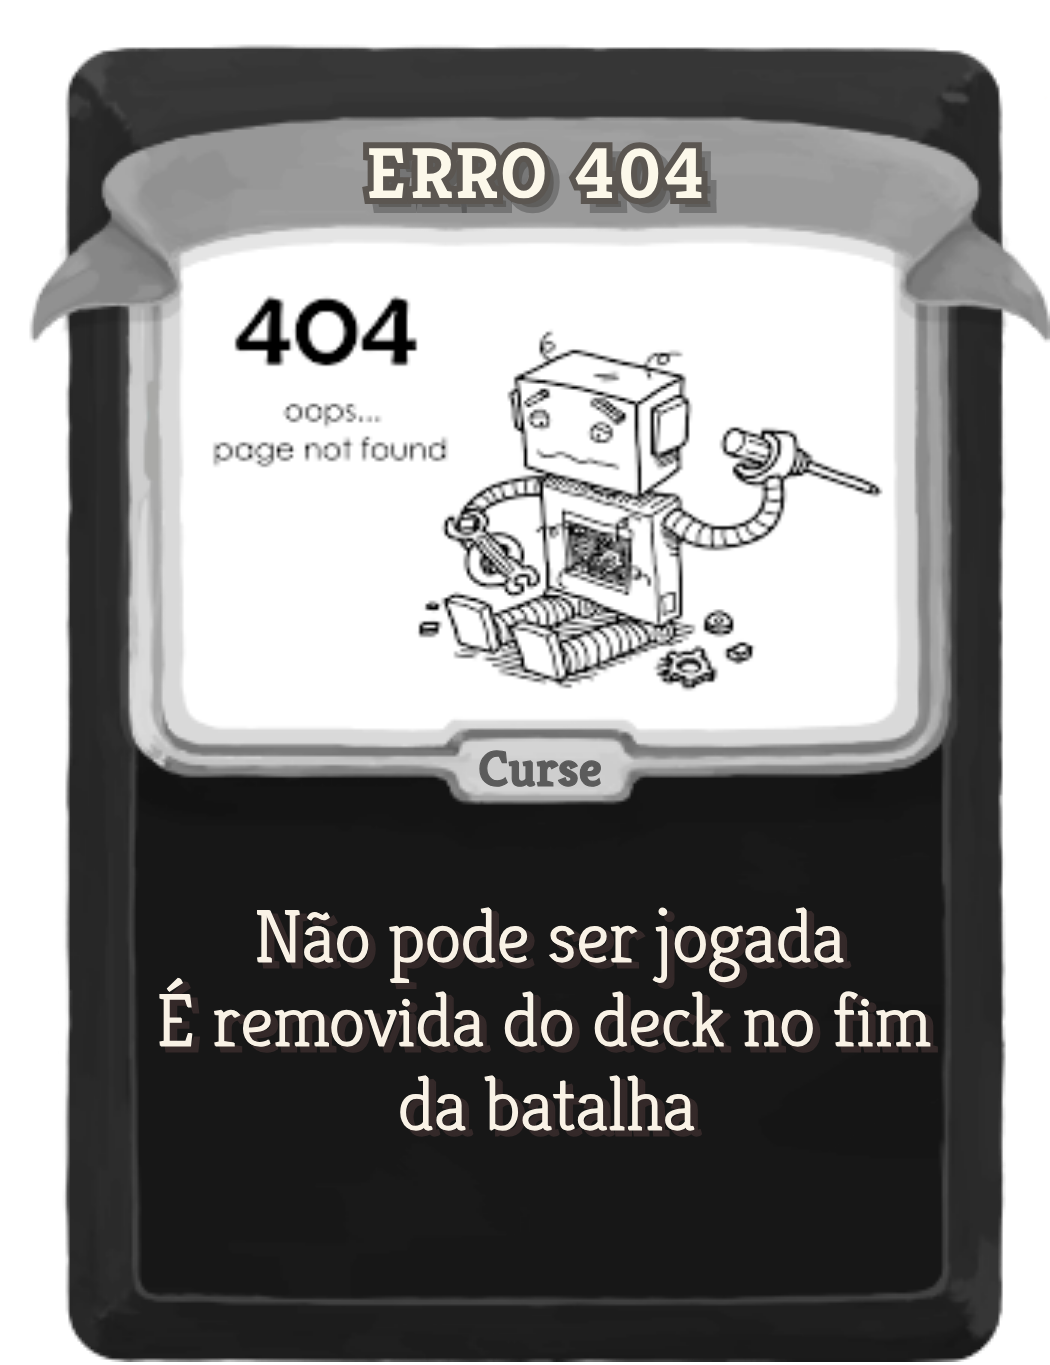 ERRO 404
404
oops...
page not found
Curse
Não pode ser jogada
É removida do deck no fim
da batalha